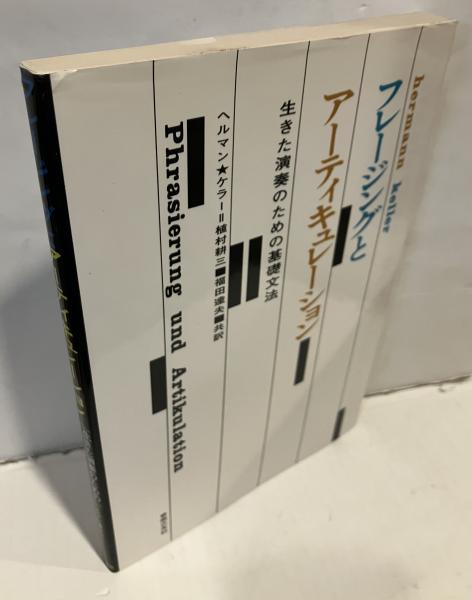 hermann keller
フレージングと
アーティキュレーション
生きた演奏のための基礎文法
ヘルマン★ケラー=植村耕三■福田達夫■共訳
Phrasierung und Artikulation